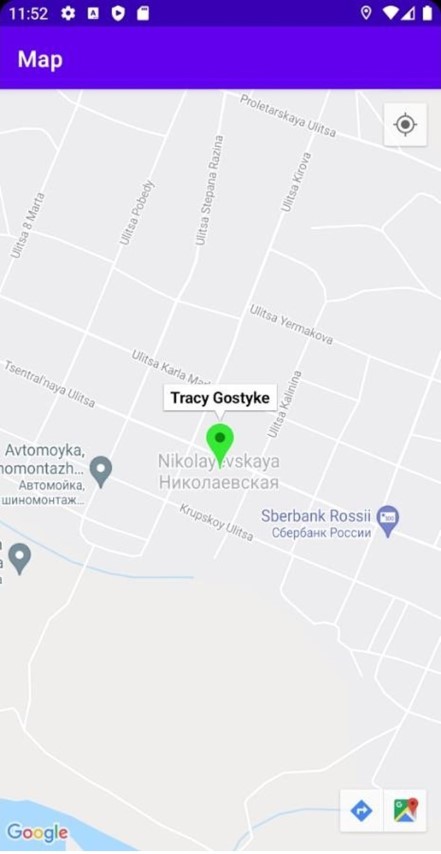 11:52
Map
Proletarskaya Ulitsa
Ulitsa Kirova
Ulitsa Stepana Razina
Ulitsa Pobedy
Ulitsa 8 Marta
Ulitsa Yermakova
Ulitsa Karla Mar
Tsentral'naya Ulitsa
Ulitsa Kalinina
Tracy Gostyke
Avtomoyka,
nomontazh...
Автомойка,
шиномонтаж...
Nikolayevskaya
Николаевская
Krupskoy Ulitsa
Sberbank Rossii
Сбербанк России
Google